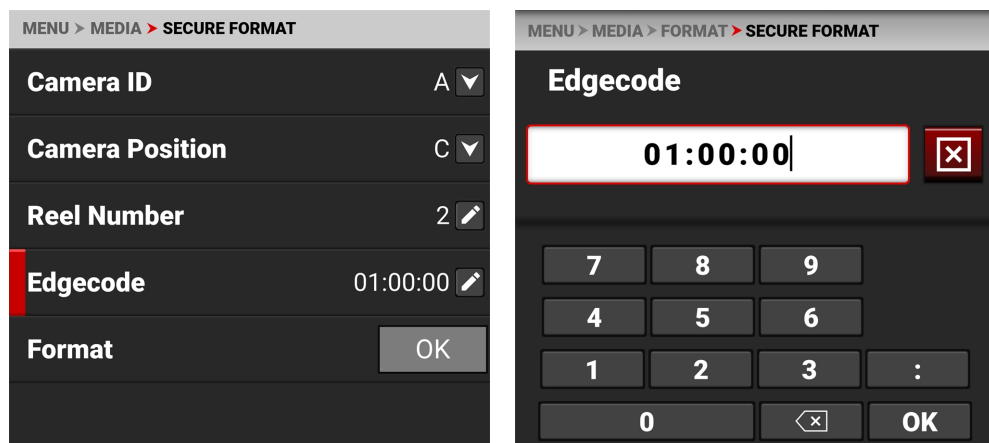 MENU > MEDIA > SECURE FORMAT
Camera ID A
Camera Position C
Reel Number 2
Edgecode 01:00:00
Format OK
MENU > MEDIA > FORMAT > SECURE FORMAT
Edgecode
01:00:00
7 8 9
4 5 6
1 2 3 :
0 OK